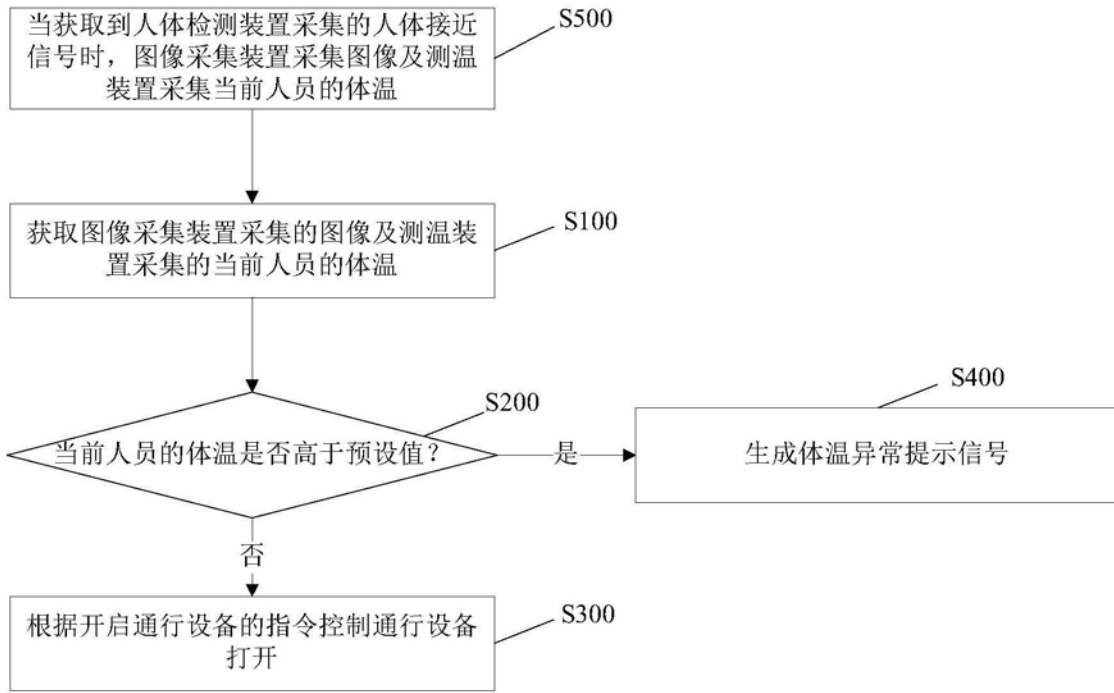 当获取到人体检测装置采集的人体接近
信号时，图像采集装置采集图像及测温
装置采集当前人员的体温
S500
获取图像采集装置采集的图像及测温装
置采集的当前人员的体温
S100
当前人员的体温是否高于预设值？
S200
是
生成体温异常提示信号
S400
否
根据开启通行设备的指令控制通行设备
打开
S300